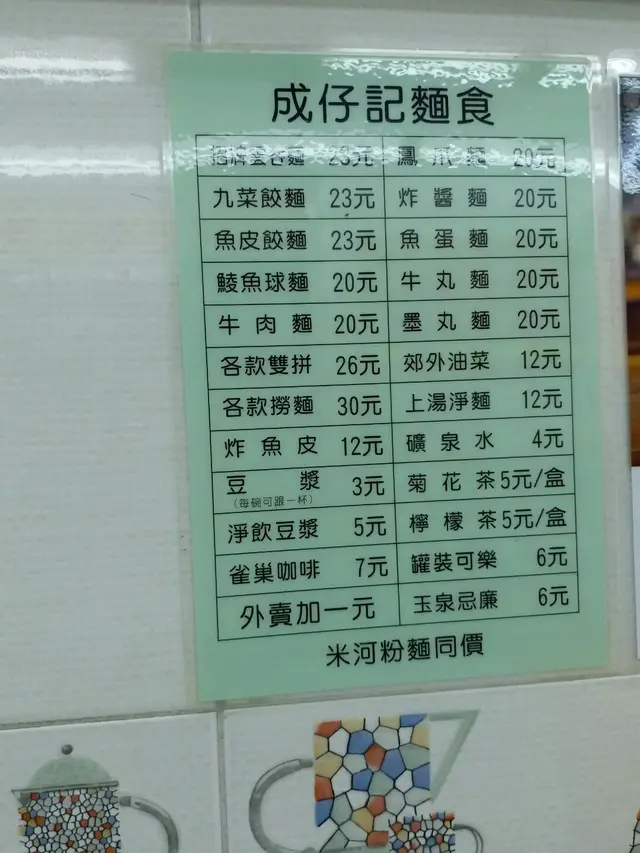 成仔記麵食
招牌雲吞麵 23元 鳳爪麵 20元
九菜餃麵 23元 炸醬麵 20元
魚皮餃麵 23元 魚蛋麵 20元
鯪魚球麵 20元 牛丸麵 20元
牛肉麵 20元 墨丸麵 20元
各款雙拼 26元 郊外油菜 12元
各款撈麵 30元 上湯淨麵 12元
炸魚皮 12元 礦泉水 4元
豆漿 3元 菊花茶 5元/盒
(每碗可跟一杯)
淨飲豆漿 5元 檸檬茶 5元/盒
雀巢咖啡 7元 罐裝可樂 6元
外賣加一元 玉泉忌廉 6元
米河粉麵同價